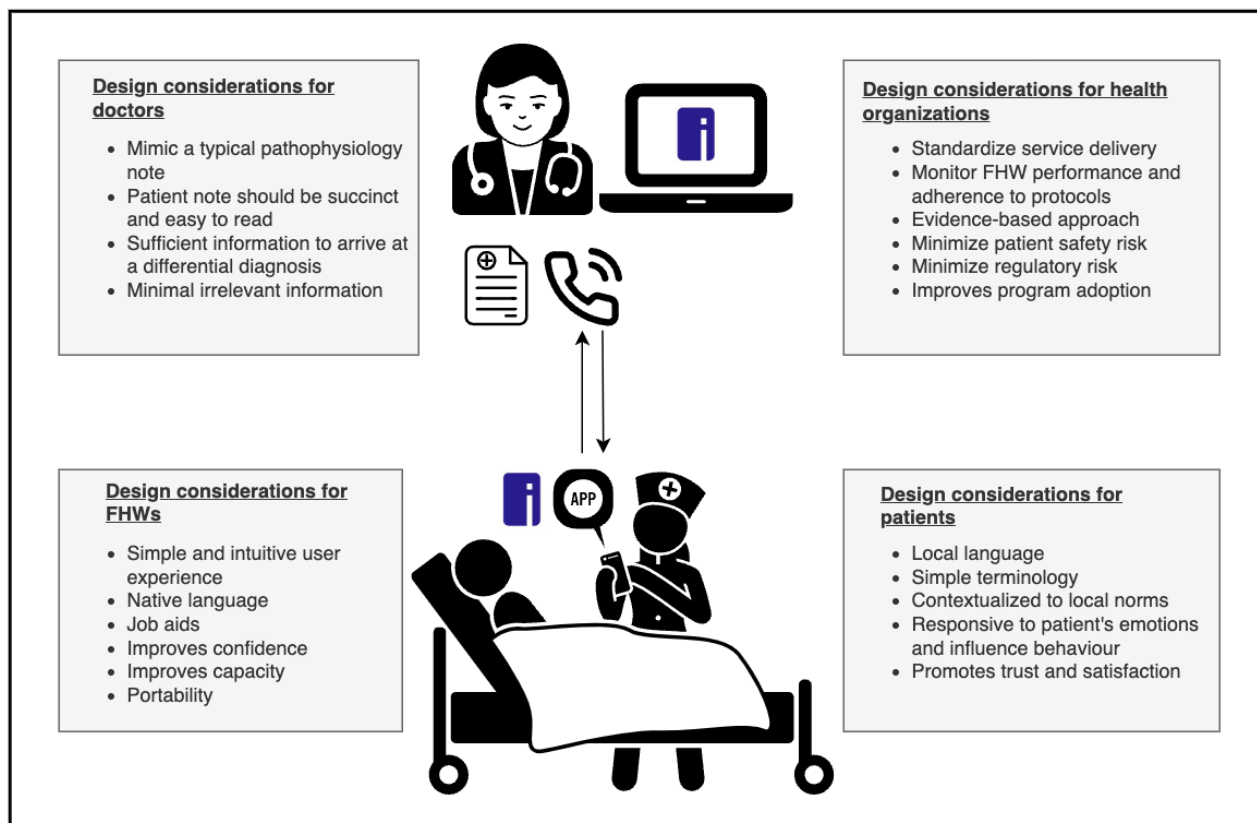 Design considerations for
doctors
• Mimic a typical pathophysiology
note
• Patient note should be succinct
and easy to read
• Sufficient information to arrive at
a differential diagnosis
• Minimal irrelevant information
Design considerations for health
organizations
• Standardize service delivery
• Monitor FHW performance and
adherence to protocols
• Evidence-based approach
• Minimize patient safety risk
• Minimize regulatory risk
• Improves program adoption
Design considerations for
FHWs
• Simple and intuitive user
experience
• Native language
• Job aids
• Improves confidence
• Improves capacity
• Portability
i
i
APP
Design considerations for
patients
• Local language
• Simple terminology
• Contextualized to local norms
• Responsive to patient's emotions
and influence behaviour
• Promotes trust and satisfaction